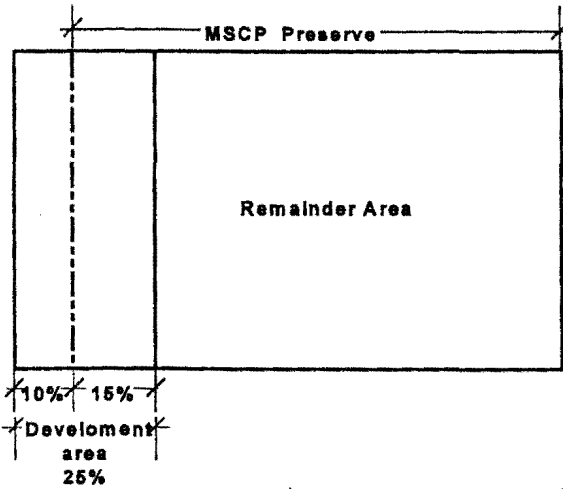 MSCP Preserve
Remainder Area
10% 15%
Develoment
area
25%